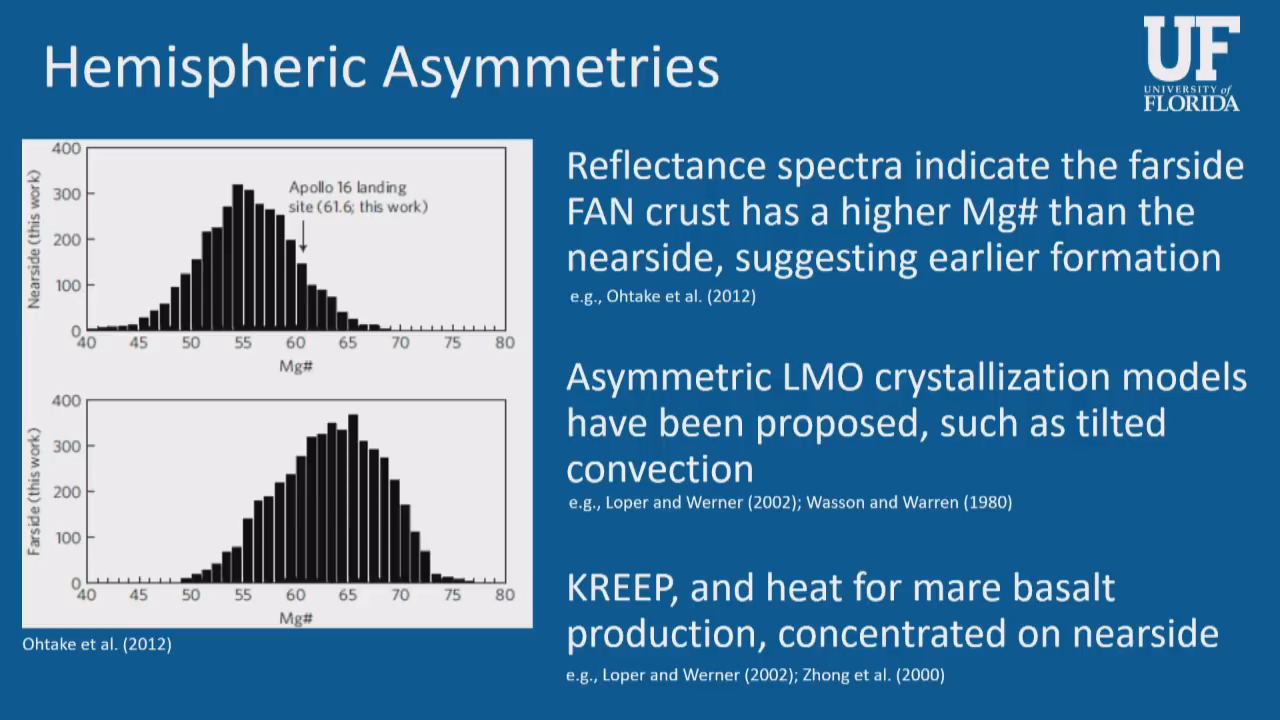 Hemispheric Asymmetries
UF
UNIVERSITY of
FLORIDA
400
300
200
100
0
Nearside (this work)
Apollo 16 landing
site (61.6; this work)
40 45 50 55 60 65 70 75 80
Mg#
400
300
200
100
0
Farside (this work)
40 45 50 55 60 65 70 75 80
Mg#
Ohtake et al. (2012)
Reflectance spectra indicate the farside
FAN crust has a higher Mg# than the
nearside, suggesting earlier formation
e.g., Ohtake et al. (2012)
Asymmetric LMO crystallization models
have been proposed, such as tilted
convection
e.g., Loper and Werner (2002); Wasson and Warren (1980)
KREEP, and heat for mare basalt
production, concentrated on nearside
e.g., Loper and Werner (2002); Zhong et al. (2000)